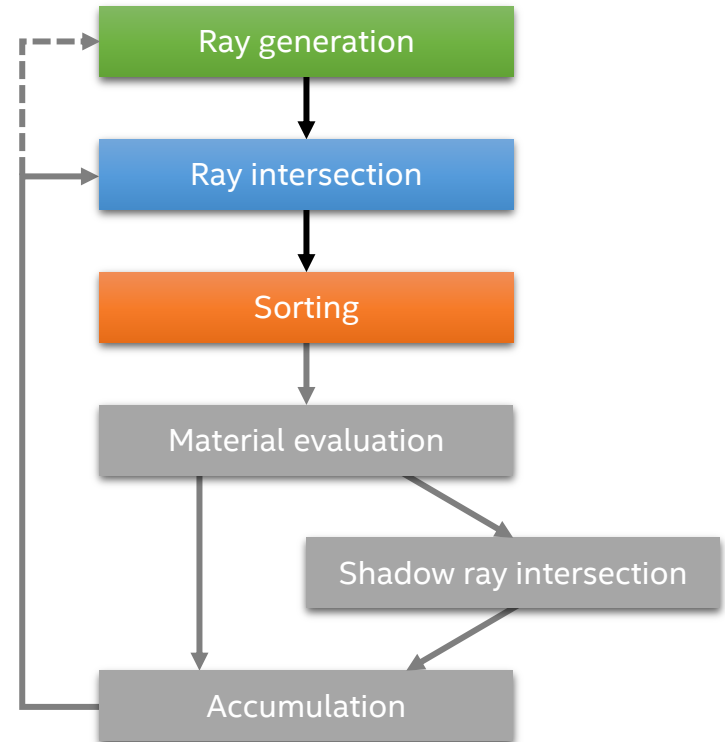 Ray generation
Ray intersection
Sorting
Material evaluation
Shadow ray intersection
Accumulation